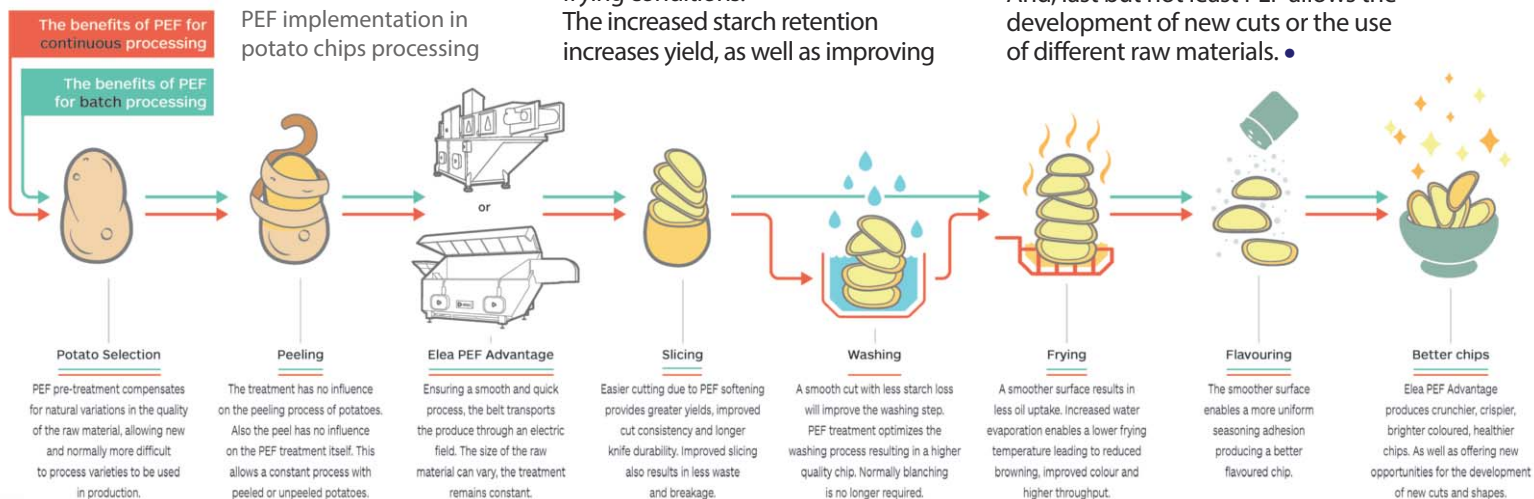 The benefits of PEF for
continuous processing
The benefits of PEF
for batch processing
PEF implementation in
potato chips processing
frying conditions.
The increased starch retention
increases yield, as well as improving
And, last but not least PEF allows the
development of new cuts or the use
of different raw materials. •
or
Potato Selection
PEF pre-treatment compensates
for natural variations in the quality
of the raw material, allowing new
and normally more difficult
to process varieties to be used
in production.
Peeling
The treatment has no influence
on the peeling process of potatoes.
Also the peel has no influence
on the PEF treatment itself. This
allows a constant process with
peeled or unpeeled potatoes.
Elea PEF Advantage
Ensuring a smooth and quick
process, the belt transports
the produce through an electric
field. The size of the raw
material can vary, the treatment
remains constant.
Slicing
Easier cutting due to PEF softening
provides greater yields, improved
cut consistency and longer
knife durability. Improved slicing
also results in less waste
and breakage.
Washing
A smooth cut with less starch loss
will improve the washing step.
PEF treatment optimizes the
washing process resulting in a higher
quality chip. Normally blanching
is no longer required.
Frying
A smoother surface results in
less oil uptake. Increased water
evaporation enables a lower frying
temperature leading to reduced
browning, improved colour and
higher throughput.
Flavouring
The smoother surface
enables a more uniform
seasoning adhesion
producing a better
flavoured chip.
Better chips
Elea PEF Advantage
produces crunchier, crispier,
brighter coloured, healthier
chips. As well as offering new
opportunities for the development
of new cuts and shapes.